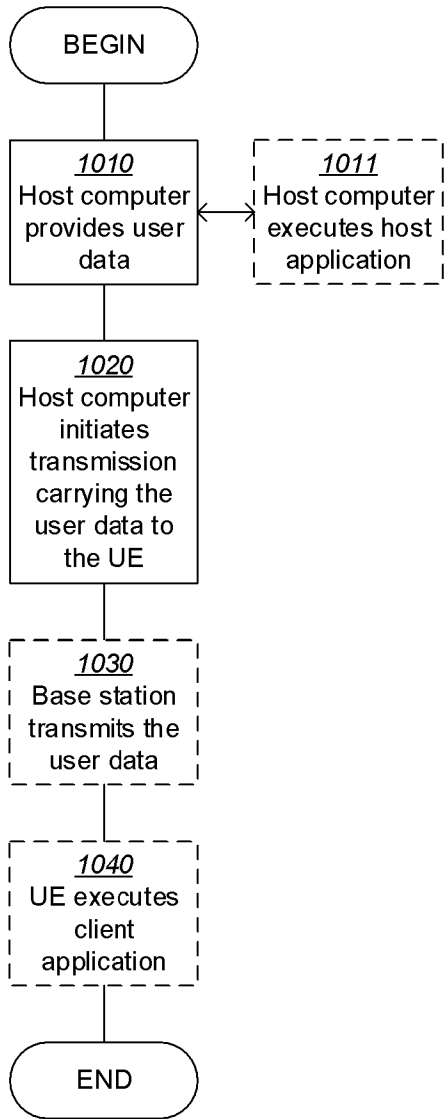 BEGIN
1010
Host computer
provides user
data
1011
Host computer
executes host
application
1020
Host computer
initiates
transmission
carrying the
user data to
the UE
1030
Base station
transmits the
user data
1040
UE executes
client
application
END